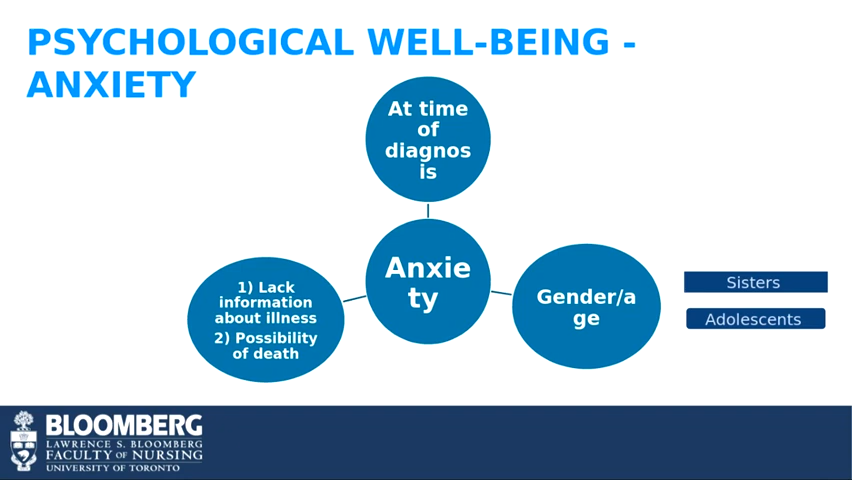 PSYCHOLOGICAL WELL-BEING -
ANXIETY
At time
of
diagnos
is
Anxie
ty
1) Lack
information
about illness
2) Possibility
of death
Gender/a
ge
Sisters
Adolescents
BLOOMBERG
LAWRENCE S. BLOOMBERG
FACULTY OF NURSING
UNIVERSITY OF TORONTO